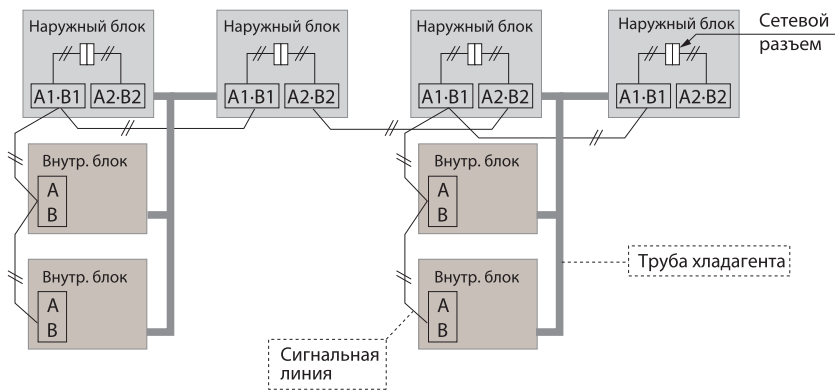 Наружный блок
Наружный блок
Наружный блок
Наружный блок
Сетевой
разъем
A1·B1
A2·B2
A1·B1
A2·B2
A1·B1
A2·B2
A1·B1
A2·B2
Внутр. блок
A
B
Внутр. блок
A
B
Внутр. блок
A
B
Внутр. блок
A
B
Труба хладагента
Сигнальная
линия